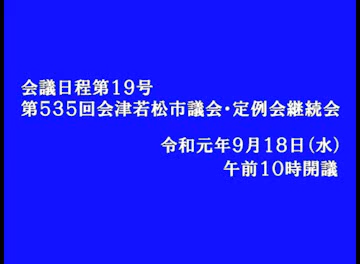 会議日程第19号
第535回会津若松市議会・定例会継続会
令和元年9月18日(水)
午前10時開議